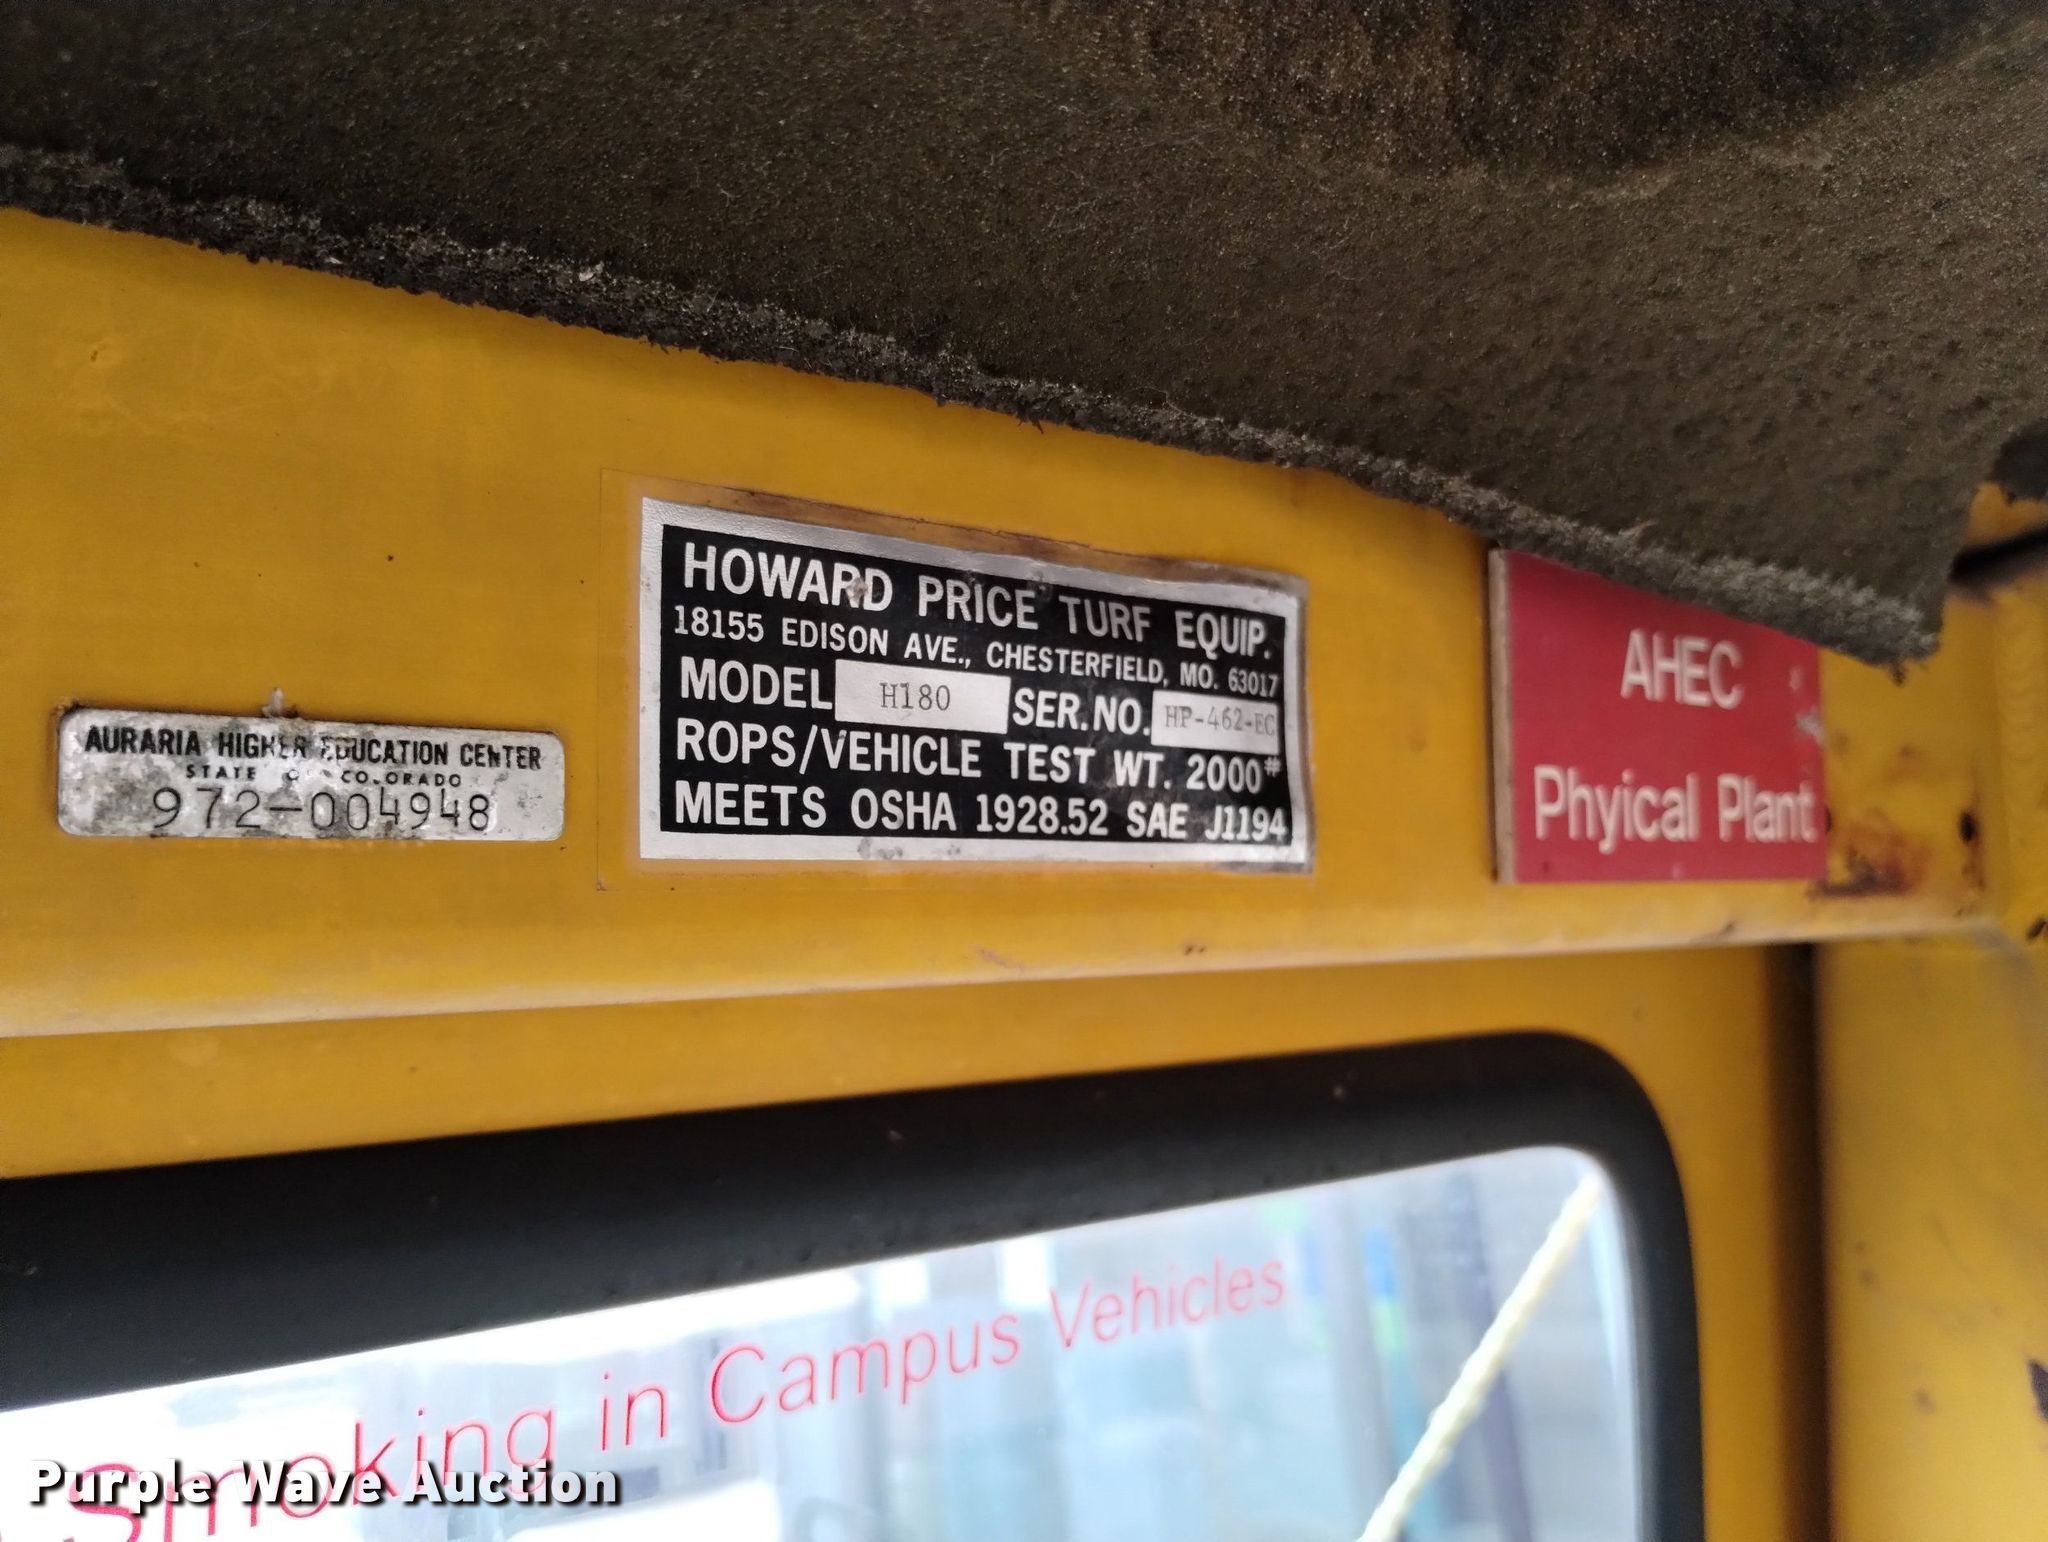 HOWARD PRICE TURF EQUIP.
18155 EDISON AVE., CHESTERFIELD, MO. 63017
MODEL H180 SER. NO. HP-462-EC
ROPS/VEHICLE TEST WT. 2000#
MEETS OSHA 1928.52 SAE J1194
AURARIA HIGHER EDUCATION CENTER
STATE OF COLORADO
972-004948
AHEC
Phyical Plant
Smoking in Campus Vehicles
Purple Wave Auction